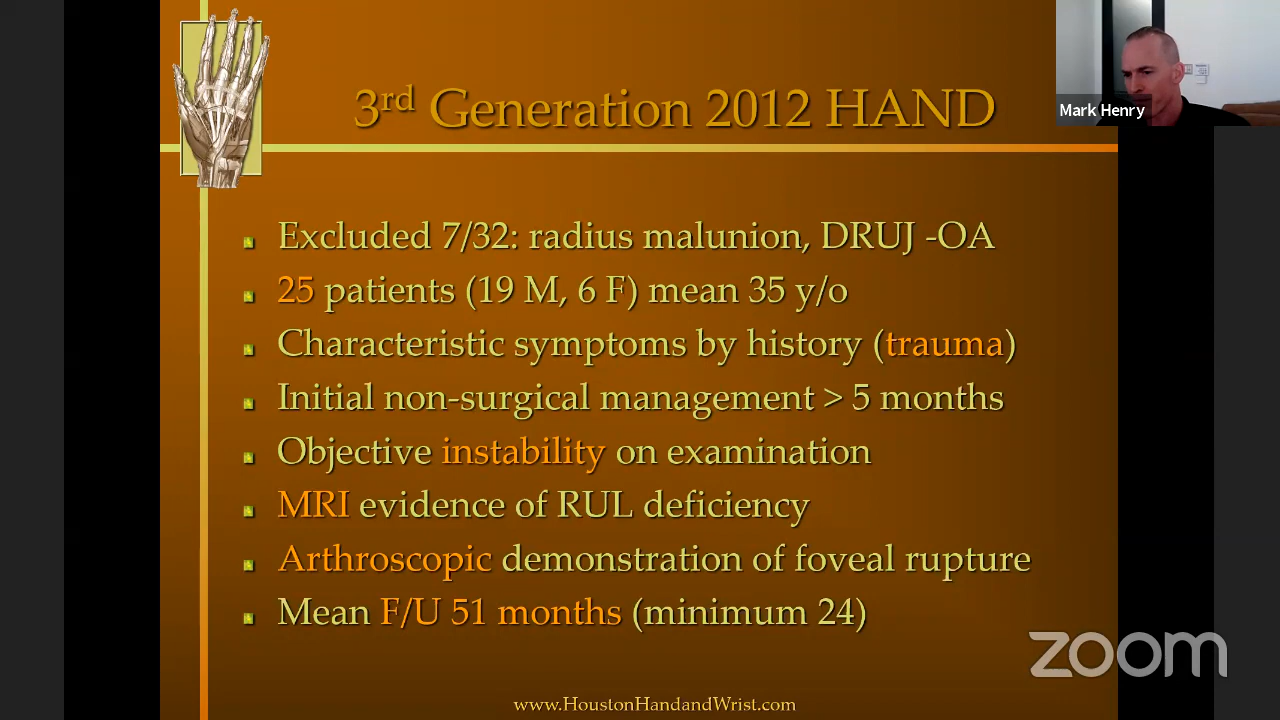 3rd Generation 2012 HAND
Mark Henry
Excluded 7/32: radius malunion, DRUJ -OA
25 patients (19 M, 6 F) mean 35 y/o
Characteristic symptoms by history (trauma)
Initial non-surgical management > 5 months
Objective instability on examination
MRI evidence of RUL deficiency
Arthroscopic demonstration of foveal rupture
Mean F/U 51 months (minimum 24)
zoom
www.HoustonHandandWrist.com